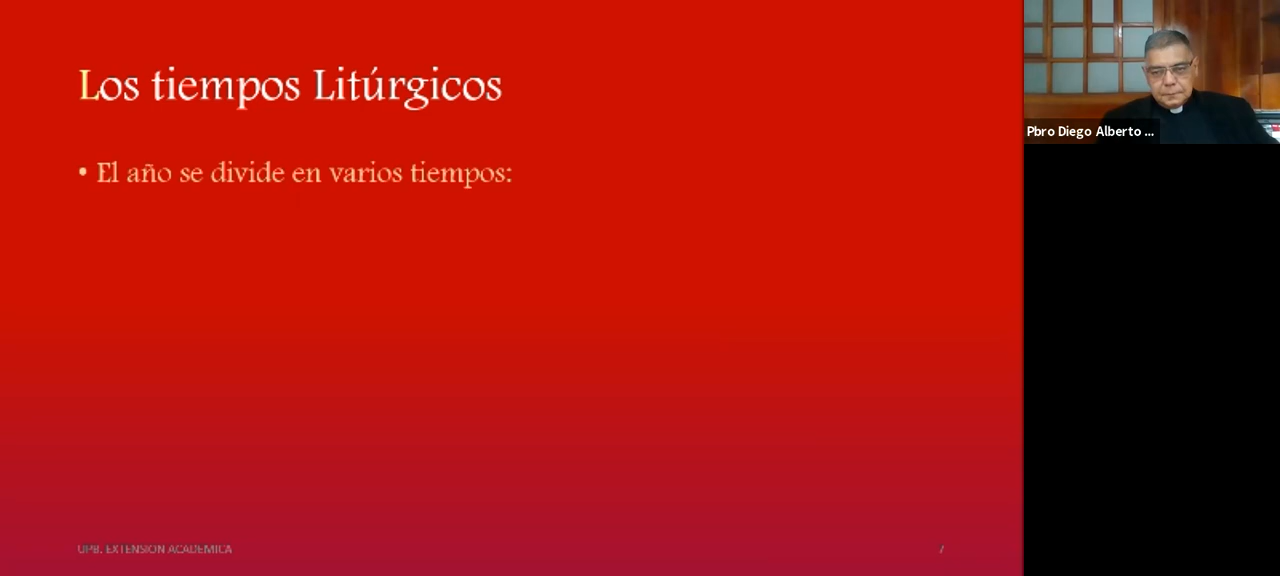 Los tiempos Litúrgicos
• El año se divide en varios tiempos:
UPB. EXTENSION ACADEMICA
7
Pbro Diego Alberto ...